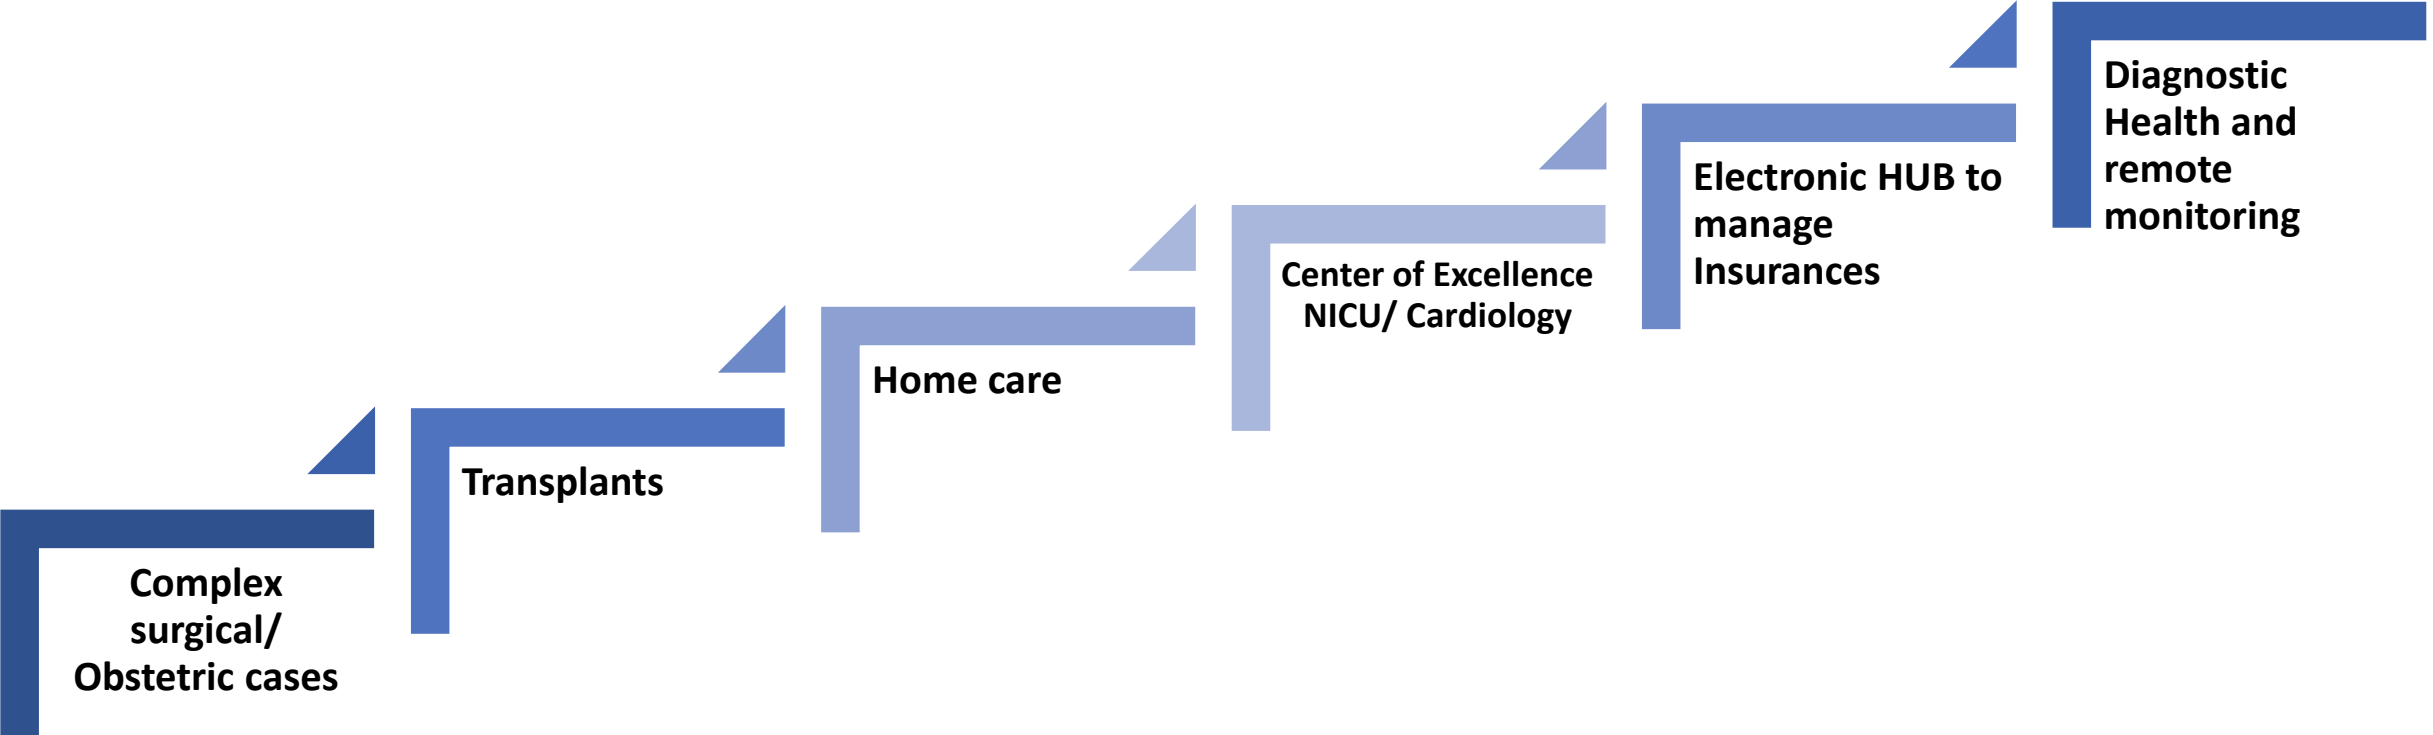 Complex
surgical/
Obstetric cases
Transplants
Home care
Center of Excellence
NICU/ Cardiology
Electronic HUB to
manage
Insurances
Diagnostic
Health and
remote
monitoring